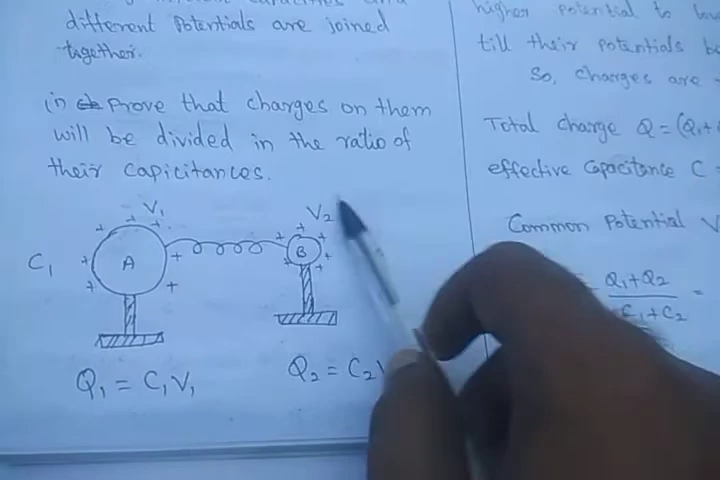 different Potentials are joined
together.
(i) Prove that charges on them
will be divided in the ratio of
their capicitances.
V1
V2
C1
A
B
Q1 = C1V1
Q2 = C2V
higher potential to
till their potentials
So, charges are
Total charge Q = (Q1+
effective Capacitance C =
Common Potential V
Q1+Q2
C1+C2
=